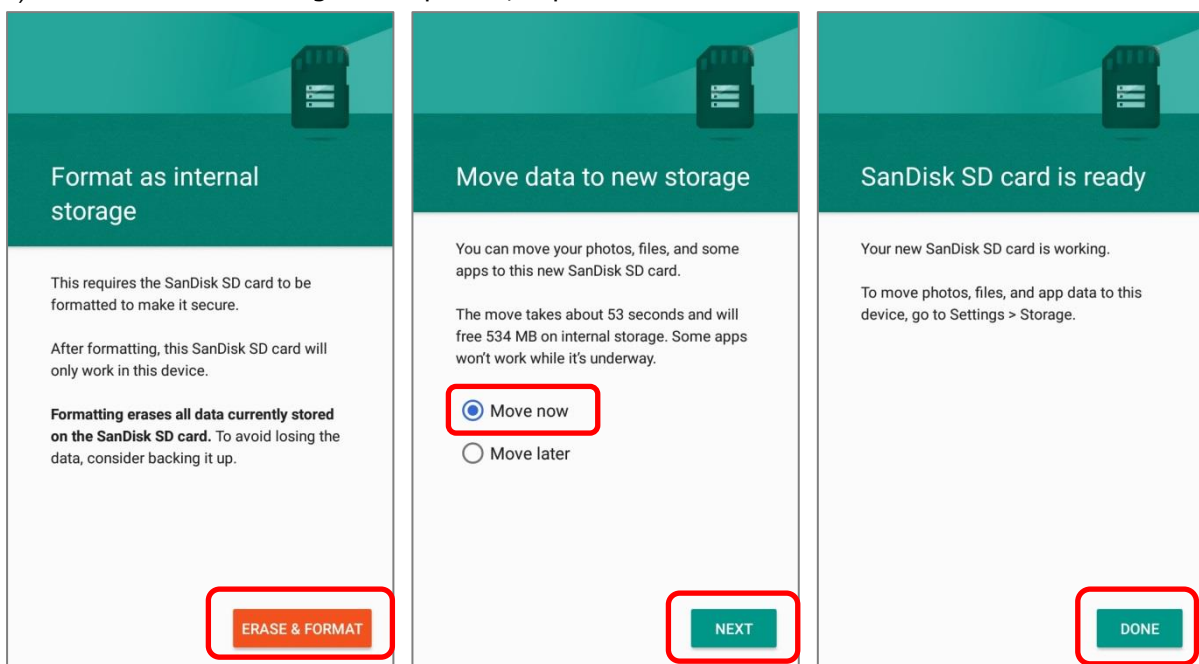 Format as internal
storage
This requires the SanDisk SD card to be
formatted to make it secure.
After formatting, this SanDisk SD card will
only work in this device.
Formatting erases all data currently stored
on the SanDisk SD card. To avoid losing the
data, consider backing it up.
ERASE & FORMAT
Move data to new storage
You can move your photos, files, and some
apps to this new SanDisk SD card.
The move takes about 53 seconds and will
free 534 MB on internal storage. Some apps
won't work while it's underway.
Move now
Move later
NEXT
SanDisk SD card is ready
Your new SanDisk SD card is working.
To move photos, files, and app data to this
device, go to Settings > Storage.
DONE